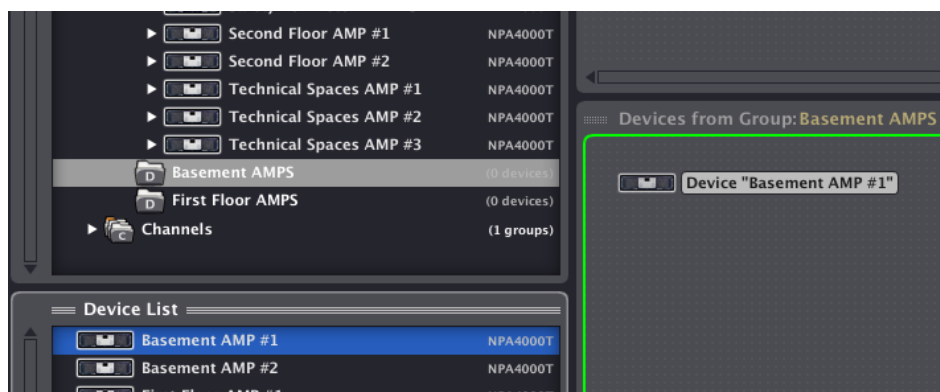 Second Floor AMP #1 NPA4000T
Second Floor AMP #2 NPA4000T
Technical Spaces AMP #1 NPA4000T
Technical Spaces AMP #2 NPA4000T
Technical Spaces AMP #3 NPA4000T
D Basement AMPS (0 devices)
D First Floor AMPS (0 devices)
C Channels (1 groups)
Device List
Basement AMP #1 NPA4000T
Basement AMP #2 NPA4000T
Devices from Group: Basement AMPS
Device "Basement AMP #1"